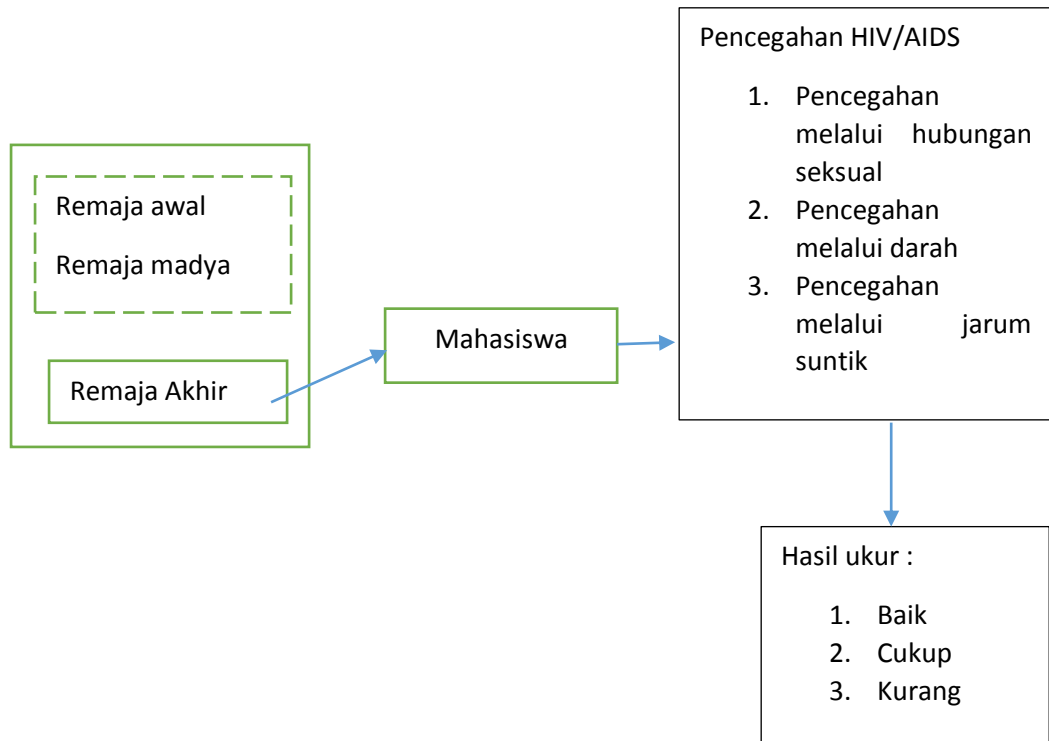 Remaja awal
Remaja madya
Remaja Akhir
Mahasiswa
Pencegahan HIV/AIDS
1. Pencegahan
melalui hubungan
seksual
2. Pencegahan
melalui darah
3. Pencegahan
melalui jarum
suntik
Hasil ukur :
1. Baik
2. Cukup
3. Kurang